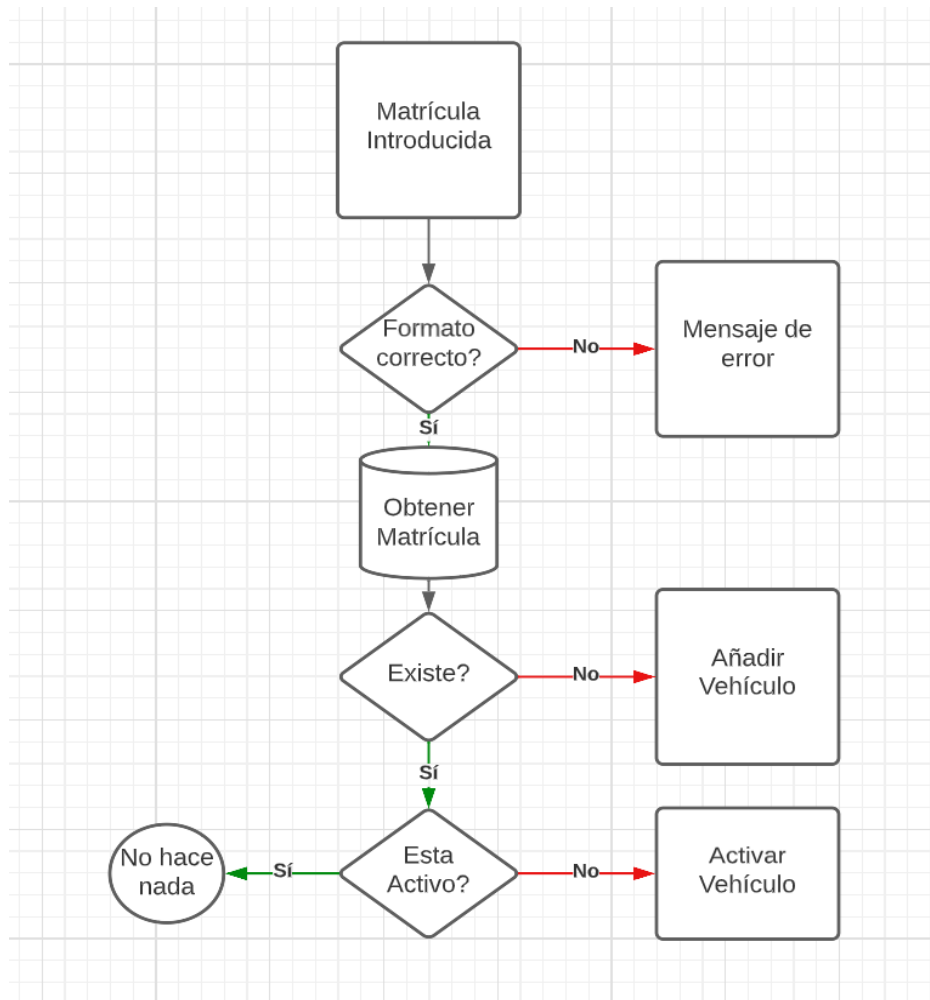 Matrícula
Introducida
Formato
correcto?
No
Mensaje de
error
Sí
Obtener
Matrícula
Existe?
No
Añadir
Vehículo
Sí
No hace
nada
Sí
Esta
Activo?
No
Activar
Vehículo